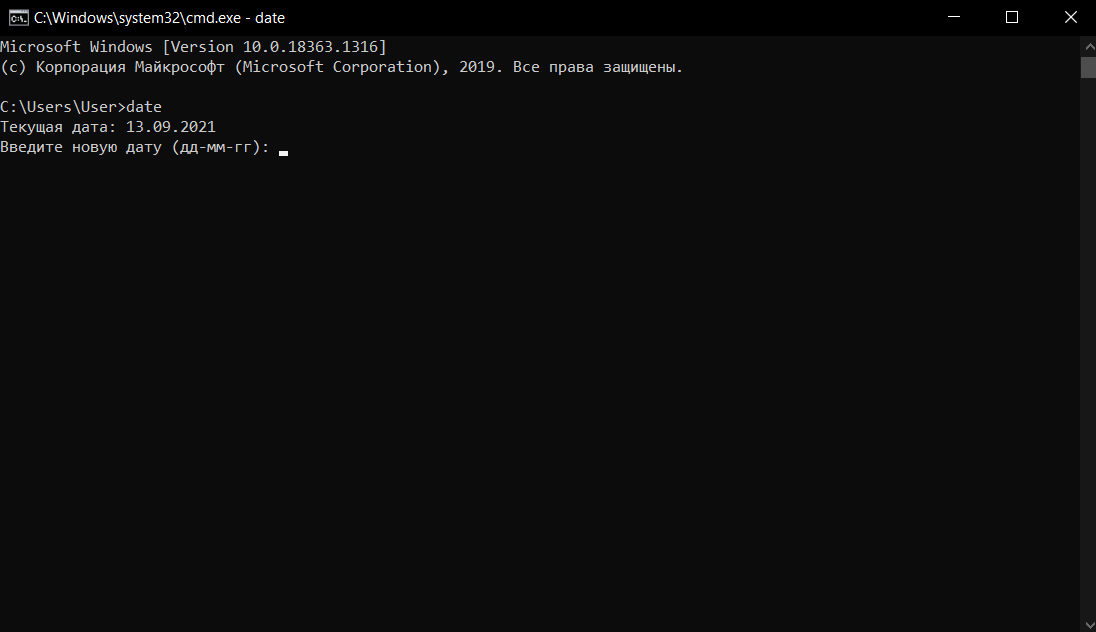 C:\Windows\system32\cmd.exe - date
Microsoft Windows [Version 10.0.18363.1316]
(c) Корпорация Майкрософт (Microsoft Corporation), 2019. Все права защищены.
C:\Users\User>date
Текущая дата: 13.09.2021
Введите новую дату (дд-мм-гг):